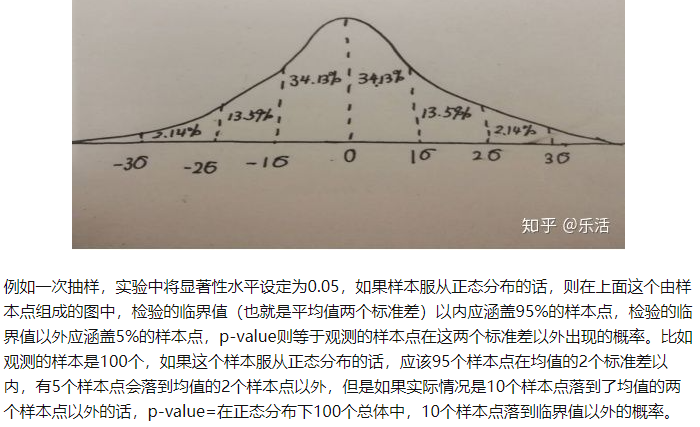 34.13% 34.13%
13.59% 13.59%
2.14% 2.14%
-3σ -2σ -1σ 0 1σ 2σ 3σ
知乎 @乐活
例如一次抽样，实验中将显著性水平设定为0.05，如果样本服从正态分布的话，则在上面这个由样
本点组成的图中，检验的临界值（也就是平均值两个标准差）以内应涵盖95%的样本点，检验的临
界值以外应涵盖5%的样本点，p-value则等于观测的样本点在这两个标准差以外出现的概率。比如
观测的样本是100个，如果这个样本服从正态分布的话，应该95个样本点在均值的2个标准差以
内，有5个样本点会落到均值的2个样本点以外，但是如果实际情况是10个样本点落到了均值的两
个样本点以外的话，p-value=在正态分布下100个总体中，10个样本点落到临界值以外的概率。